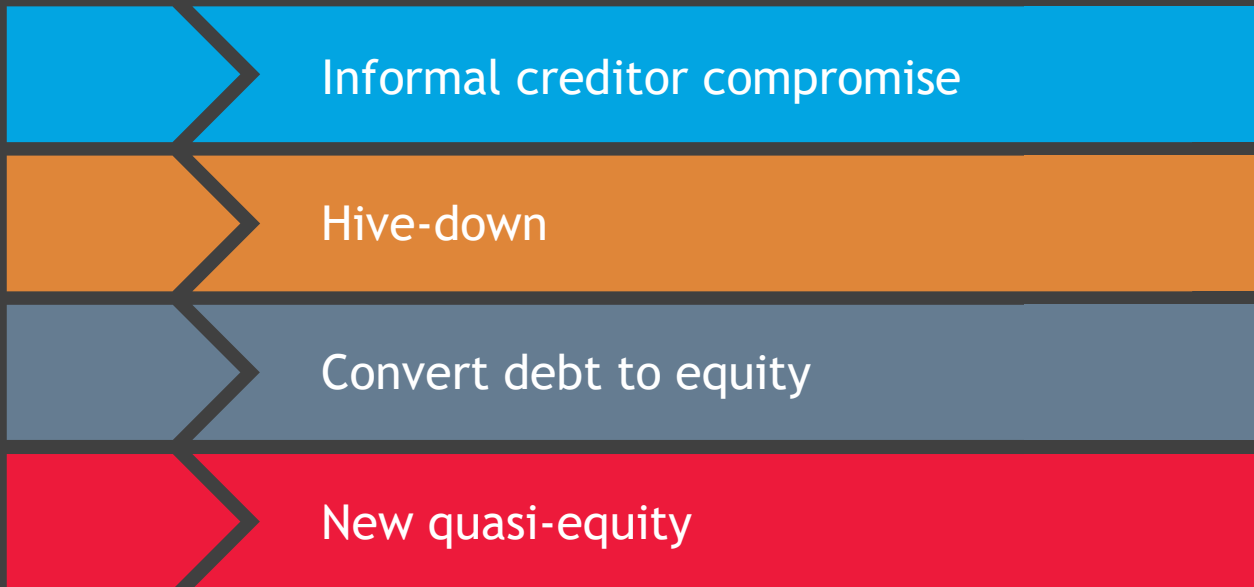 Informal creditor compromise
Hive-down
Convert debt to equity
New quasi-equity